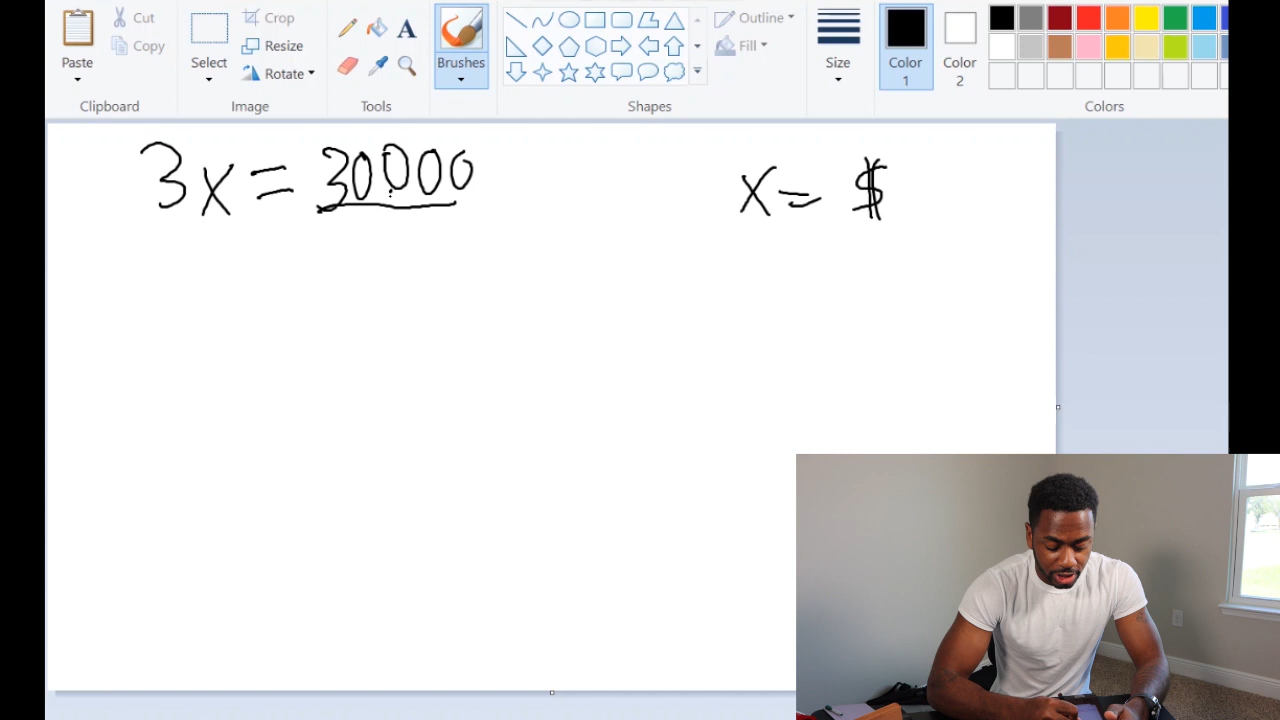 Cut
Crop
Outline
Copy
Resize
Fill
Paste
Select
Rotate
Brushes
Size
Color 1
Color 2
Clipboard
Image
Tools
Shapes
Colors
A
3x = 30000
x = $